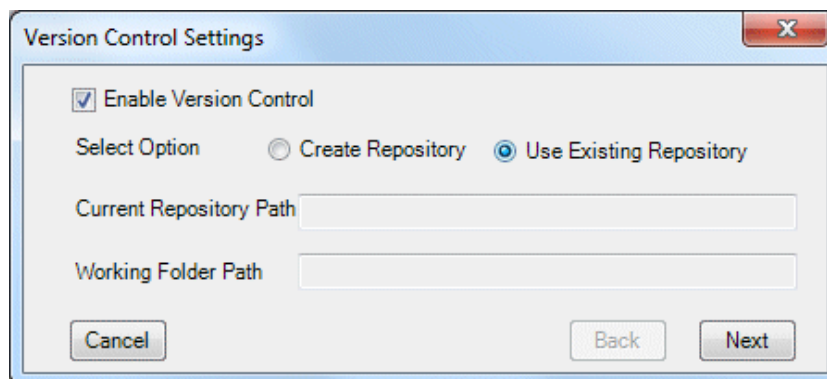 Version Control Settings
Enable Version Control
Select Option Create Repository Use Existing Repository
Current Repository Path
Working Folder Path
Cancel Back Next